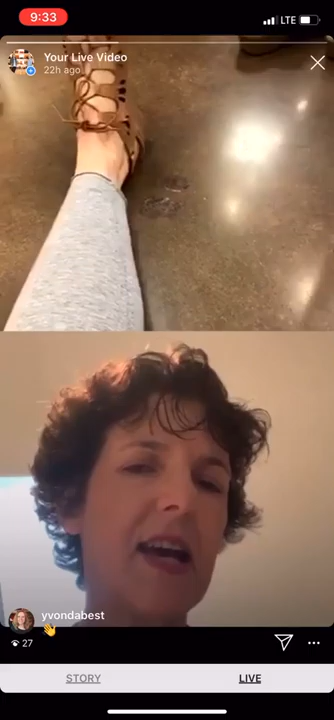 9:33
LTE
Your Live Video
22h ago
yvondabest
👋
27
STORY
LIVE